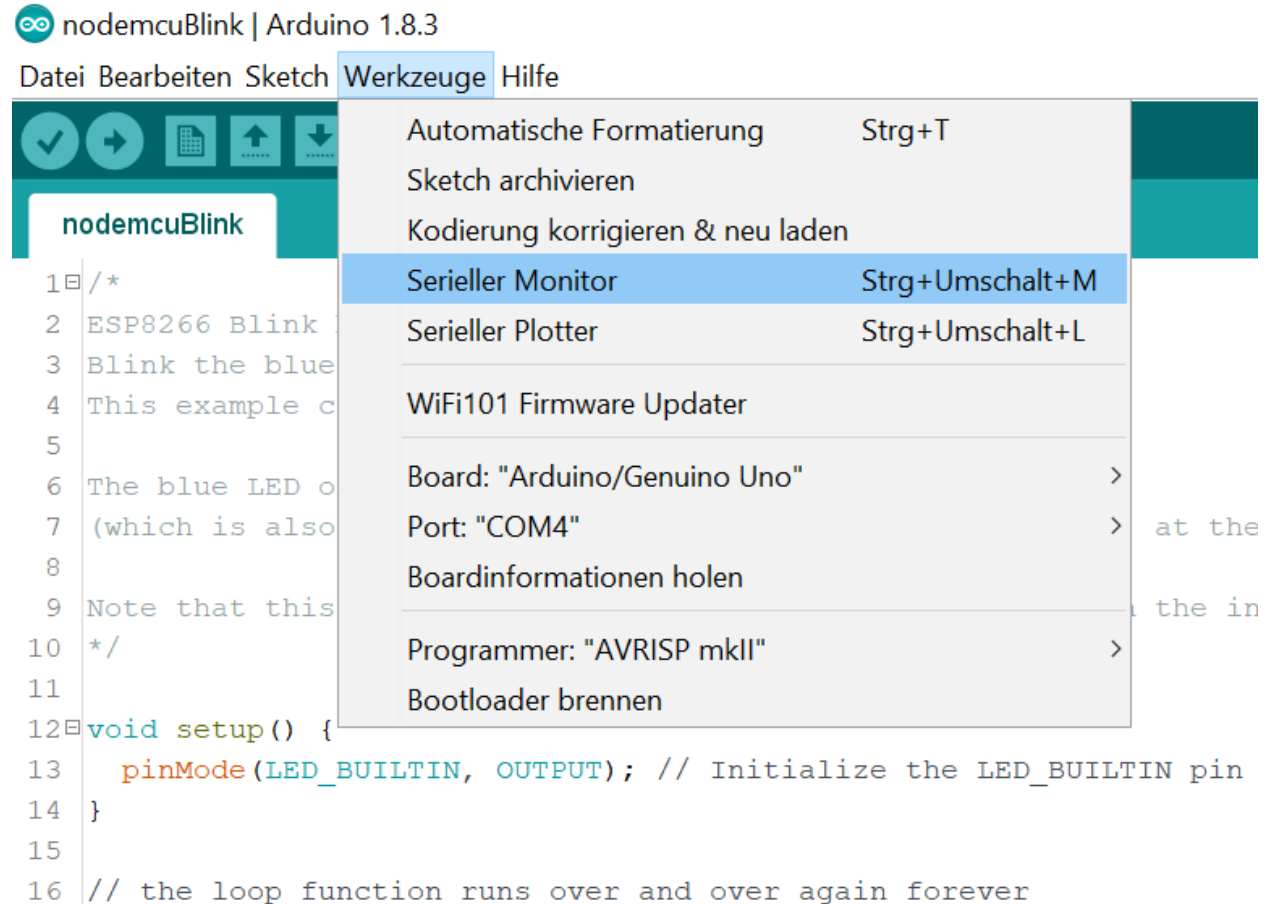 nodemcuBlink | Arduino 1.8.3
Datei Bearbeiten Sketch Werkzeuge Hilfe
Automatische Formatierung Strg+T
Sketch archivieren
Kodierung korrigieren & neu laden
Serieller Monitor Strg+Umschalt+M
Serieller Plotter Strg+Umschalt+L
WiFi101 Firmware Updater
Board: "Arduino/Genuino Uno"
Port: "COM4"
Boardinformationen holen
Programmer: "AVRISP mkII"
Bootloader brennen
nodemcuBlink
1 /*
2 ESP8266 Blink
3 Blink the blue
4 This example c
5
6 The blue LED o
7 (which is also at the
8
9 Note that this the in
10 */
11
12 void setup() {
13 pinMode(LED_BUILTIN, OUTPUT); // Initialize the LED_BUILTIN pin
14 }
15
16 // the loop function runs over and over again forever